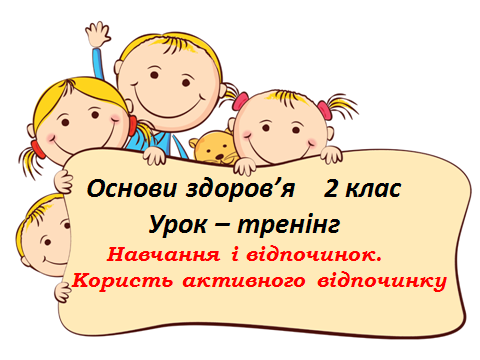 Основи здоров’я 2 клас
Урок – тренінг
Навчання і відпочинок.
Користь активного відпочинку